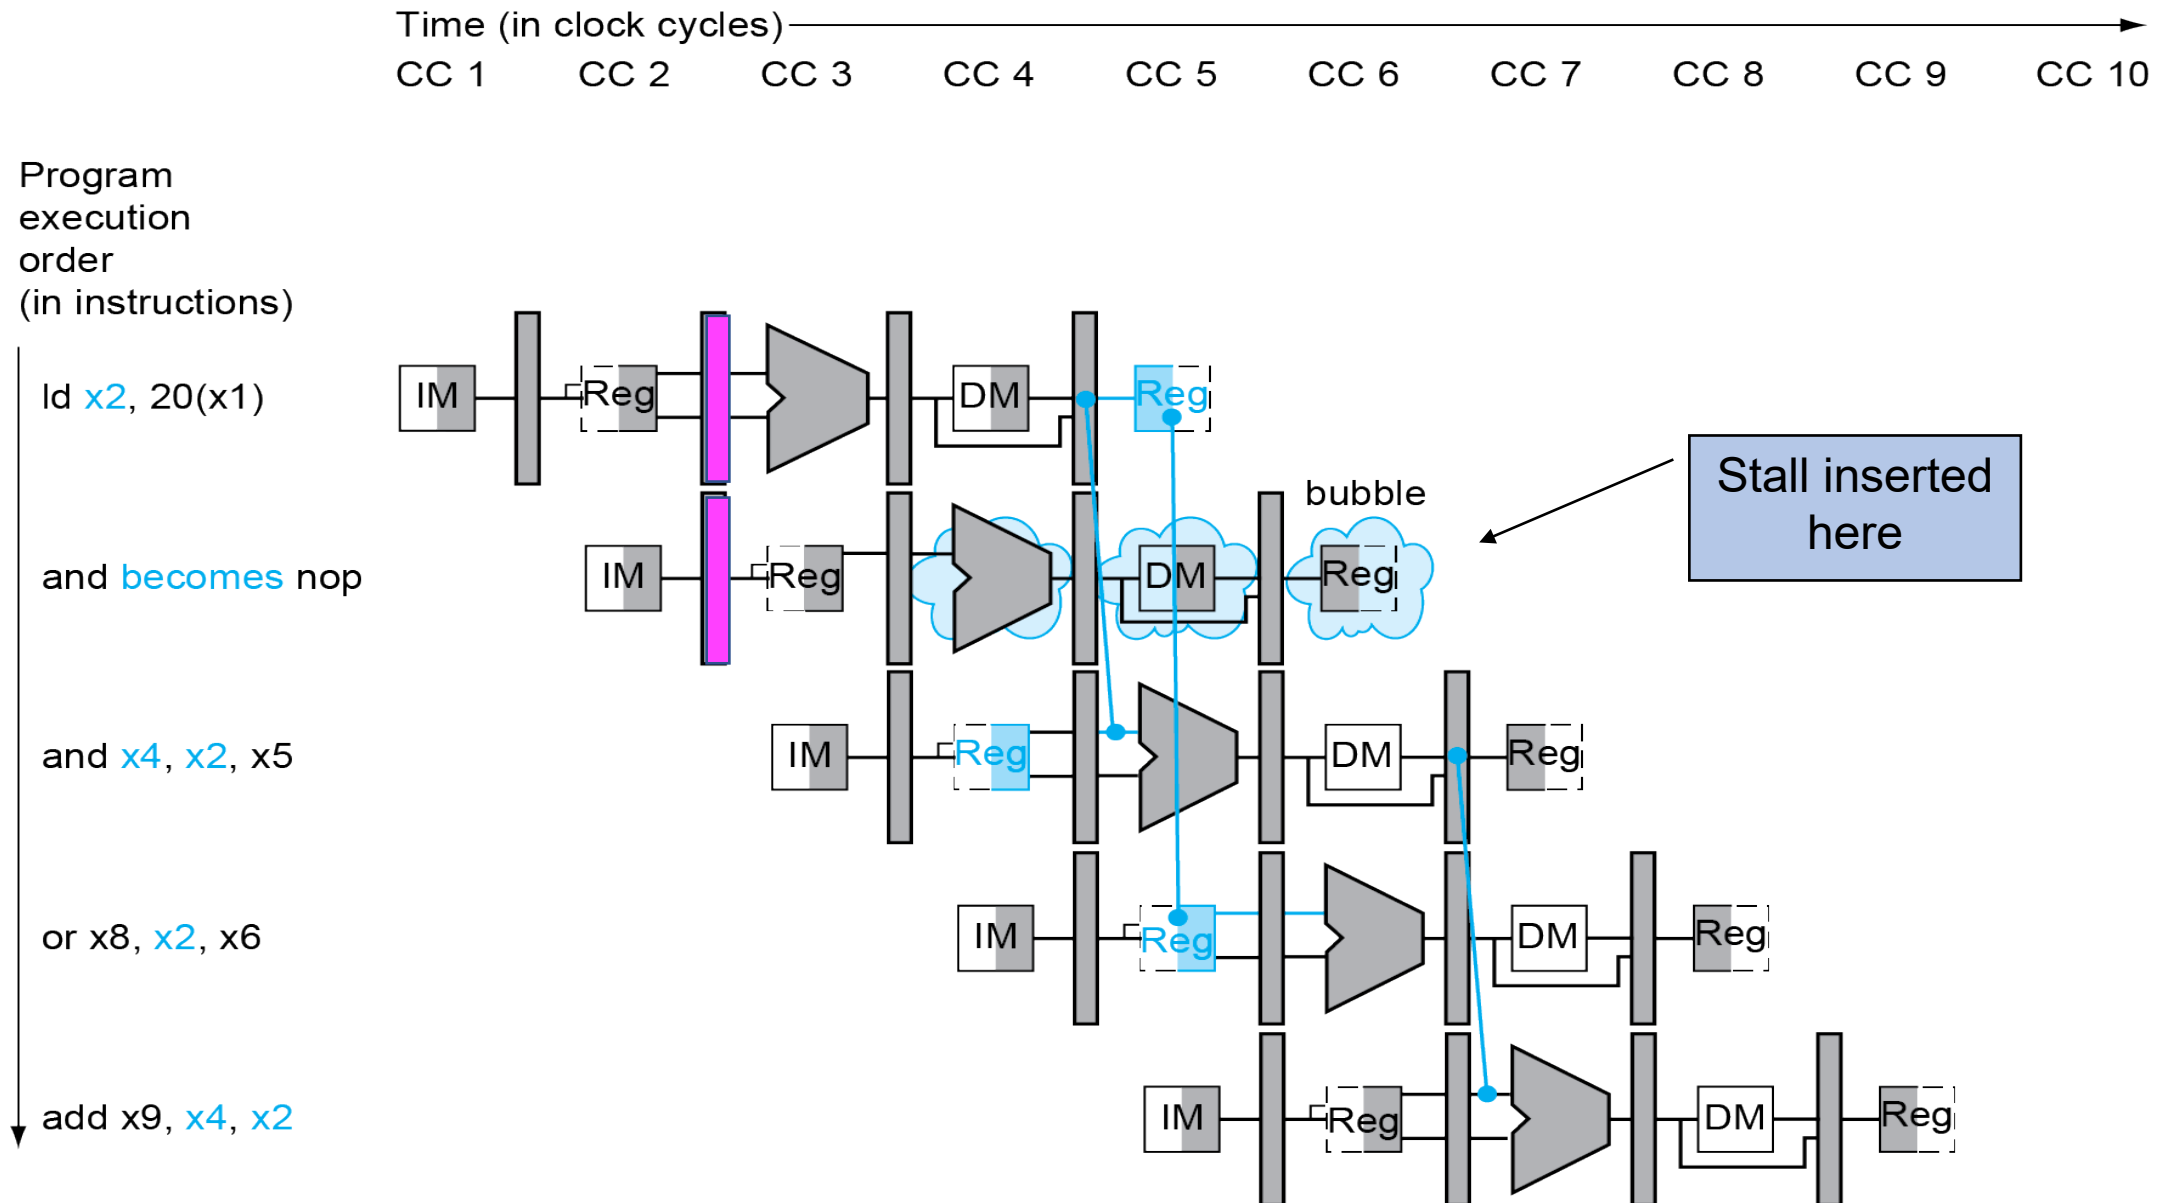 Time (in clock cycles)
CC 1 CC 2 CC 3 CC 4 CC 5 CC 6 CC 7 CC 8 CC 9 CC 10
Program
execution
order
(in instructions)
ld x2, 20(x1)
IM Reg DM Reg
Stall inserted
here
bubble
and becomes nop
IM Reg DM Reg
and x4, x2, x5
IM Reg DM Reg
or x8, x2, x6
IM Reg DM Reg
add x9, x4, x2
IM Reg DM Reg